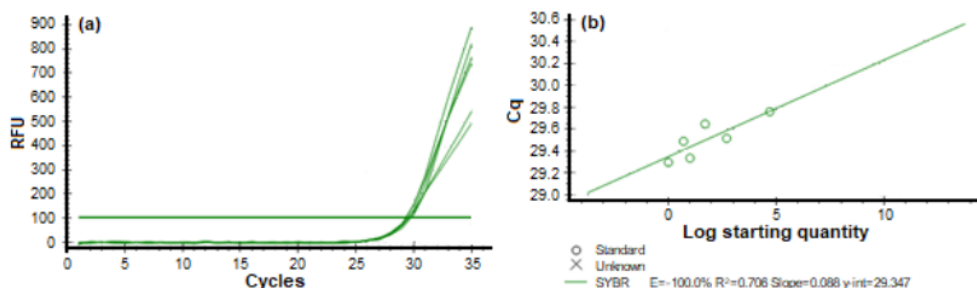 (a)
900
800
700
600
500
400
300
200
100
0
RFU
0 5 10 15 20 25 30 35
Cycles
(b)
30.6
30.4
30.2
30.0
29.8
29.6
29.4
29.2
29.0
Cq
0 5 10
Log starting quantity
Standard
Unknown
SYBR E=-100.0% R²=0.706 Slope=0.088 y-int=29.347